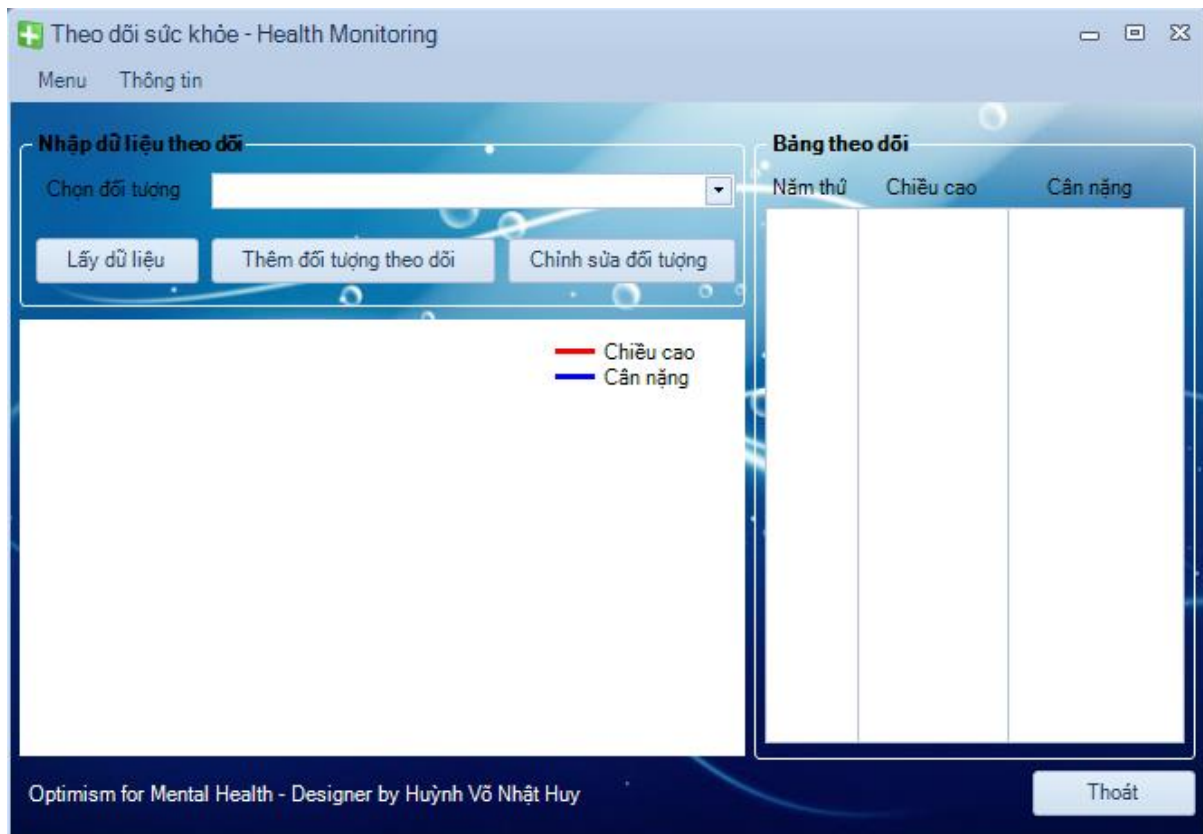 Theo dõi sức khỏe - Health Monitoring
Menu Thông tin
Nhập dữ liệu theo dõi
Chọn đối tượng
Lấy dữ liệu Thêm đối tượng theo dõi Chỉnh sửa đối tượng
Chiều cao
Cân nặng
Bảng theo dõi
Năm thứ Chiều cao Cân nặng
Optimism for Mental Health - Designer by Huỳnh Võ Nhật Huy
Thoát